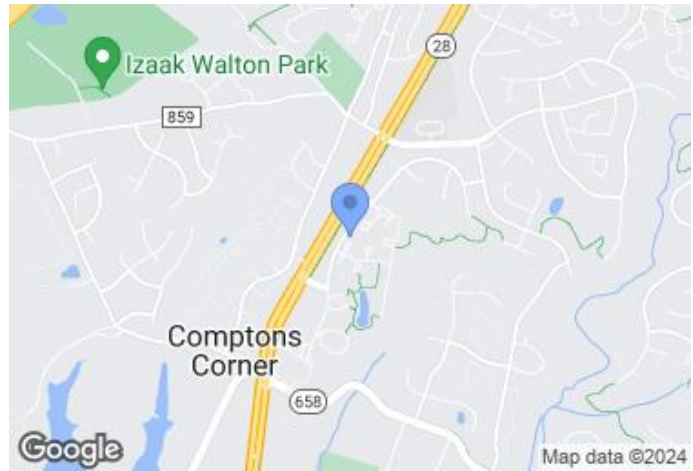 28
Izaak Walton Park
859
Comptons
Corner
658
Google
Map data ©2024